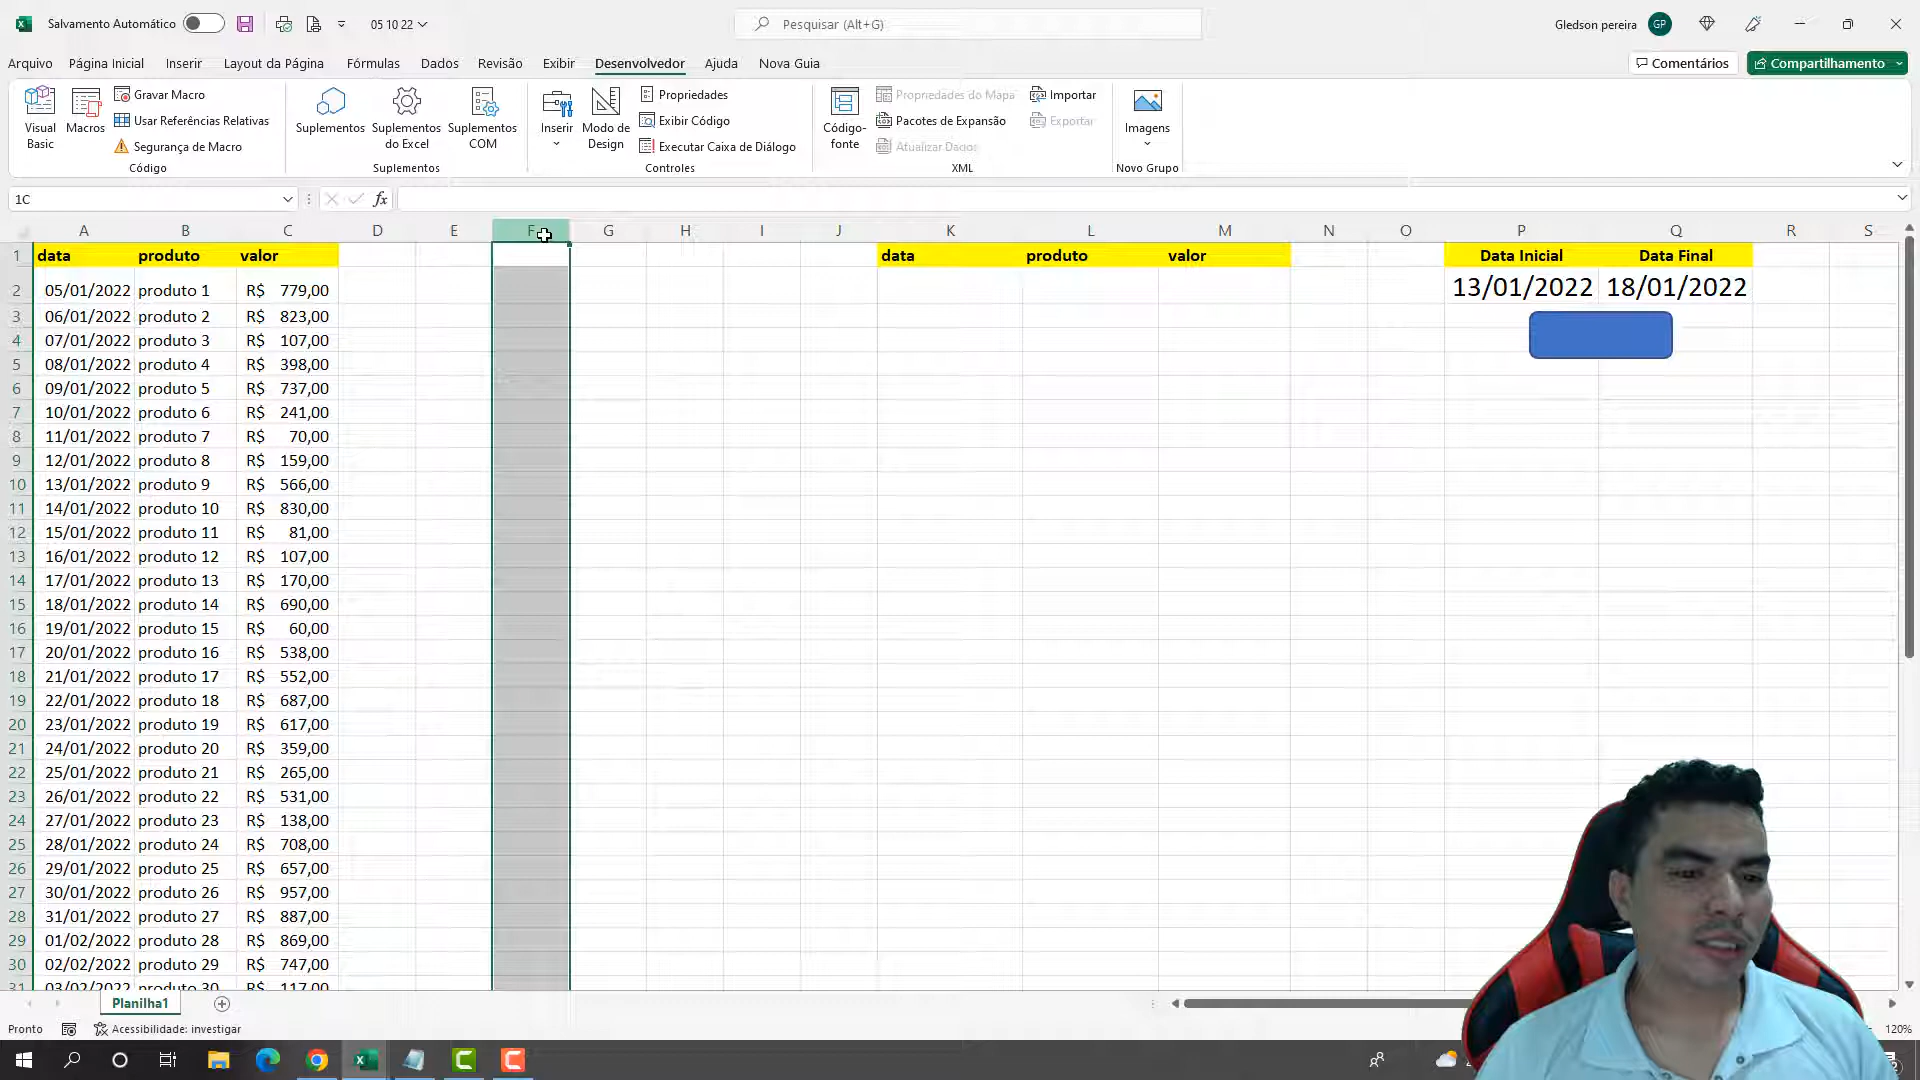 Salvamento Automático 05 10 22 Pesquisar (Alt+G) Gledson pereira GP
Arquivo Página Inicial Inserir Layout da Página Fórmulas Dados Revisão Exibir Desenvolvedor Ajuda Nova Guia Comentários Compartilhamento
Visual Basic
Macros
Gravar Macro
Usar Referências Relativas
Segurança de Macro
Código
Suplementos
Suplementos do Excel
Suplementos COM
Suplementos
Inserir
Modo de Design
Propriedades
Exibir Código
Executar Caixa de Diálogo
Controles
Código-fonte
Propriedades do Mapa
Pacotes de Expansão
Atualizar Dados
Importar
Exportar
XML
Imagens
Novo Grupo
1C fx
A B C D E F G H I J K L M N O P Q R S
1 data produto valor data produto valor Data Inicial Data Final
2 05/01/2022 produto 1 R$ 779,00 13/01/2022 18/01/2022
3 06/01/2022 produto 2 R$ 823,00
4 07/01/2022 produto 3 R$ 107,00
5 08/01/2022 produto 4 R$ 398,00
6 09/01/2022 produto 5 R$ 737,00
7 10/01/2022 produto 6 R$ 241,00
8 11/01/2022 produto 7 R$ 70,00
9 12/01/2022 produto 8 R$ 159,00
10 13/01/2022 produto 9 R$ 566,00
11 14/01/2022 produto 10 R$ 830,00
12 15/01/2022 produto 11 R$ 81,00
13 16/01/2022 produto 12 R$ 107,00
14 17/01/2022 produto 13 R$ 170,00
15 18/01/2022 produto 14 R$ 690,00
16 19/01/2022 produto 15 R$ 60,00
17 20/01/2022 produto 16 R$ 538,00
18 21/01/2022 produto 17 R$ 552,00
19 22/01/2022 produto 18 R$ 687,00
20 23/01/2022 produto 19 R$ 617,00
21 24/01/2022 produto 20 R$ 359,00
22 25/01/2022 produto 21 R$ 265,00
23 26/01/2022 produto 22 R$ 531,00
24 27/01/2022 produto 23 R$ 138,00
25 28/01/2022 produto 24 R$ 708,00
26 29/01/2022 produto 25 R$ 657,00
27 30/01/2022 produto 26 R$ 957,00
28 31/01/2022 produto 27 R$ 887,00
29 01/02/2022 produto 28 R$ 869,00
30 02/02/2022 produto 29 R$ 747,00
31 03/02/2022 produto 30 R$ 117,00
Planilha1
Pronto Acessibilidade: investigar 120%